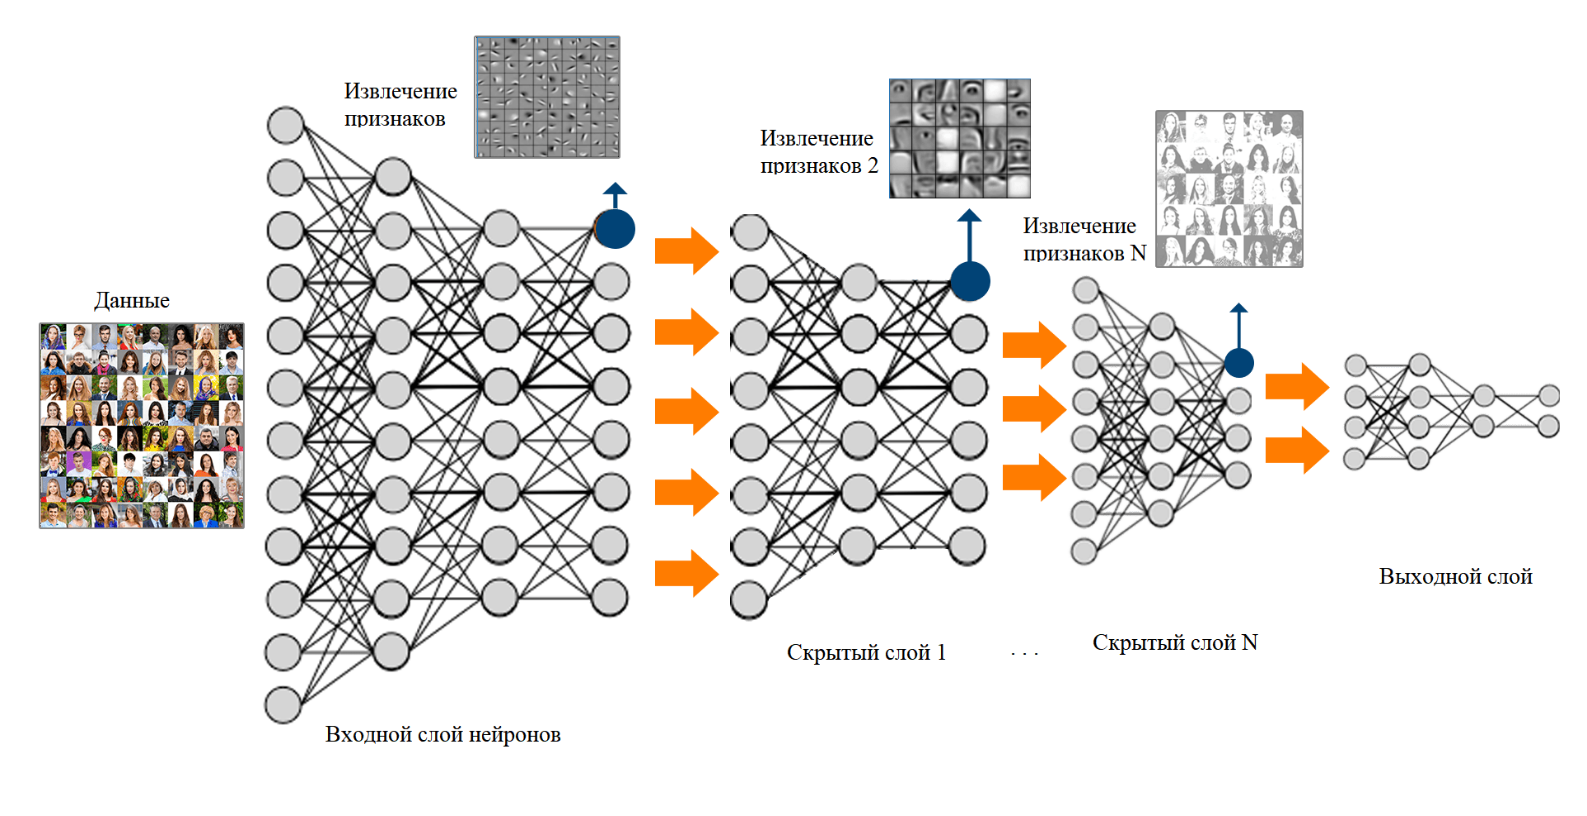 Извлечение
признаков
Извлечение
признаков 2
Извлечение
признаков N
Данные
Выходной слой
Скрытый слой 1
. . .
Скрытый слой N
Входной слой нейронов